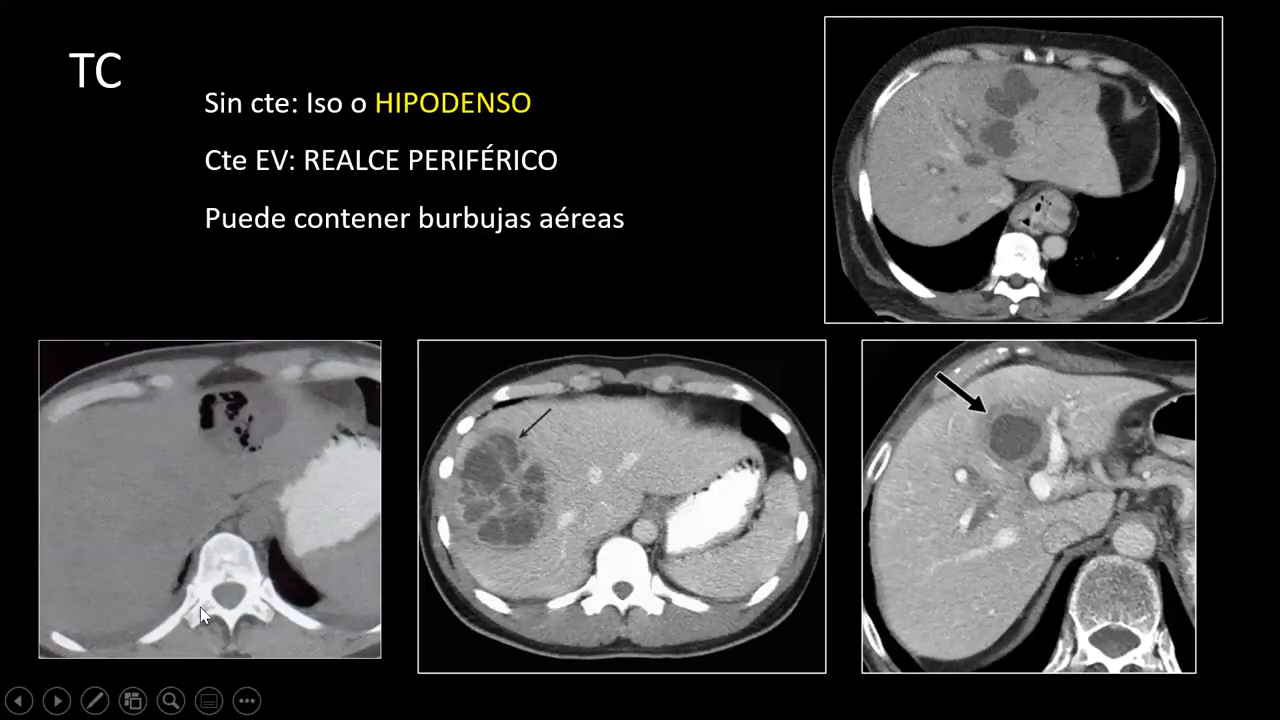 TC
Sin cte: Iso o HIPODENSO
Cte EV: REALCE PERIFÉRICO
Puede contener burbujas aéreas